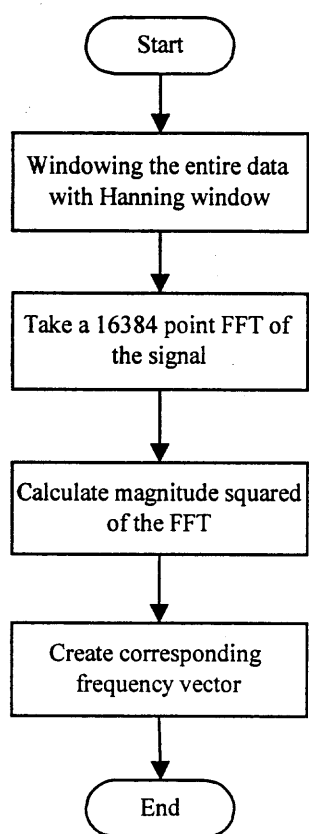 Start
Windowing the entire data
with Hanning window
Take a 16384 point FFT of
the signal
Calculate magnitude squared
of the FFT
Create corresponding
frequency vector
End